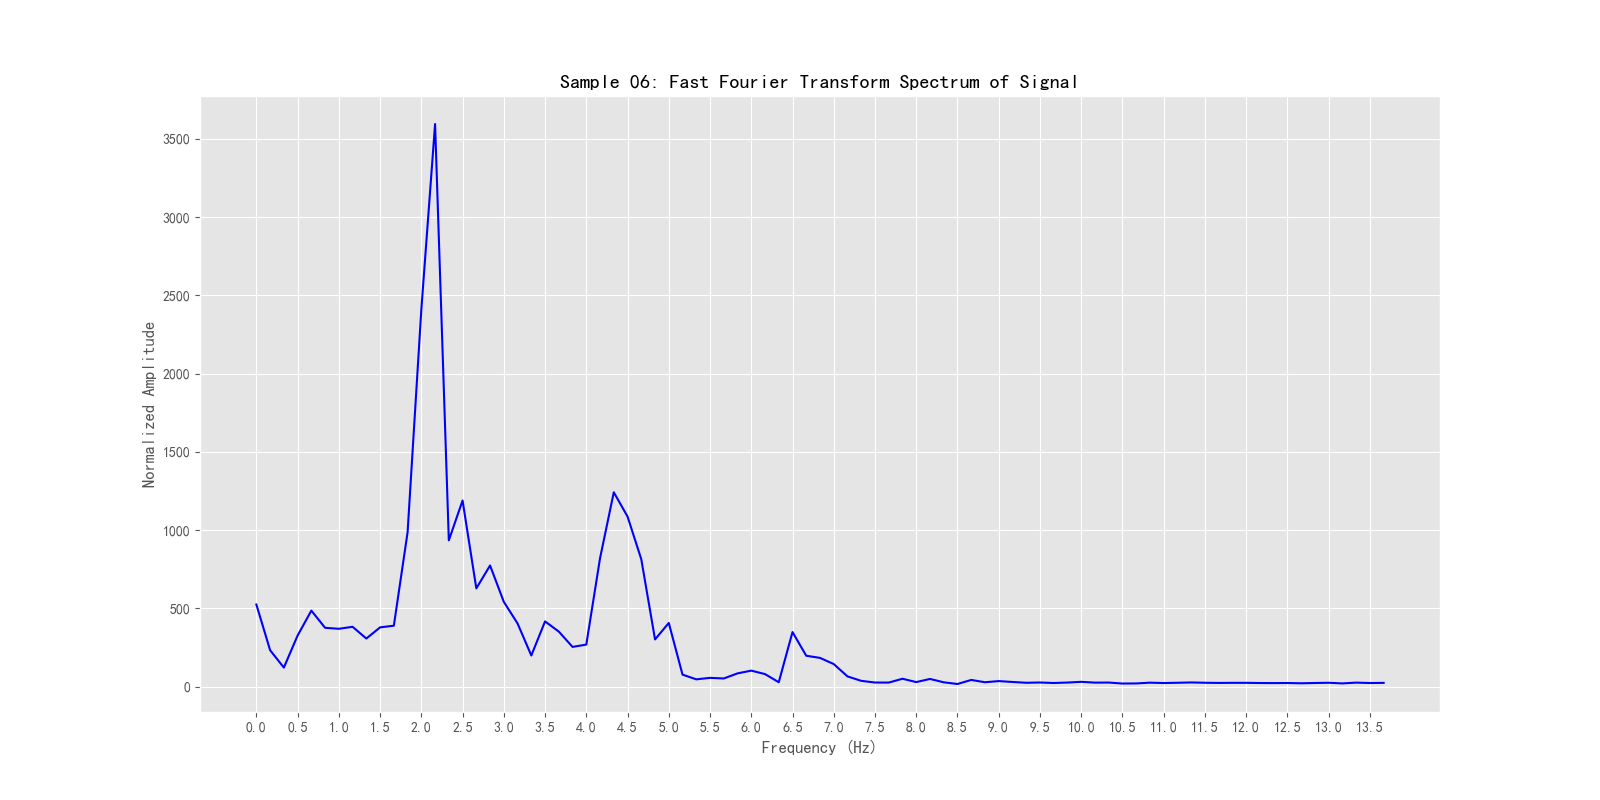 Sample 06: Fast Fourier Transform Spectrum of Signal
Normalized Amplitude
3500
3000
2500
2000
1500
1000
500
0
0.0 0.5 1.0 1.5 2.0 2.5 3.0 3.5 4.0 4.5 5.0 5.5 6.0 6.5 7.0 7.5 8.0 8.5 9.0 9.5 10.0 10.5 11.0 11.5 12.0 12.5 13.0 13.5
Frequency (Hz)